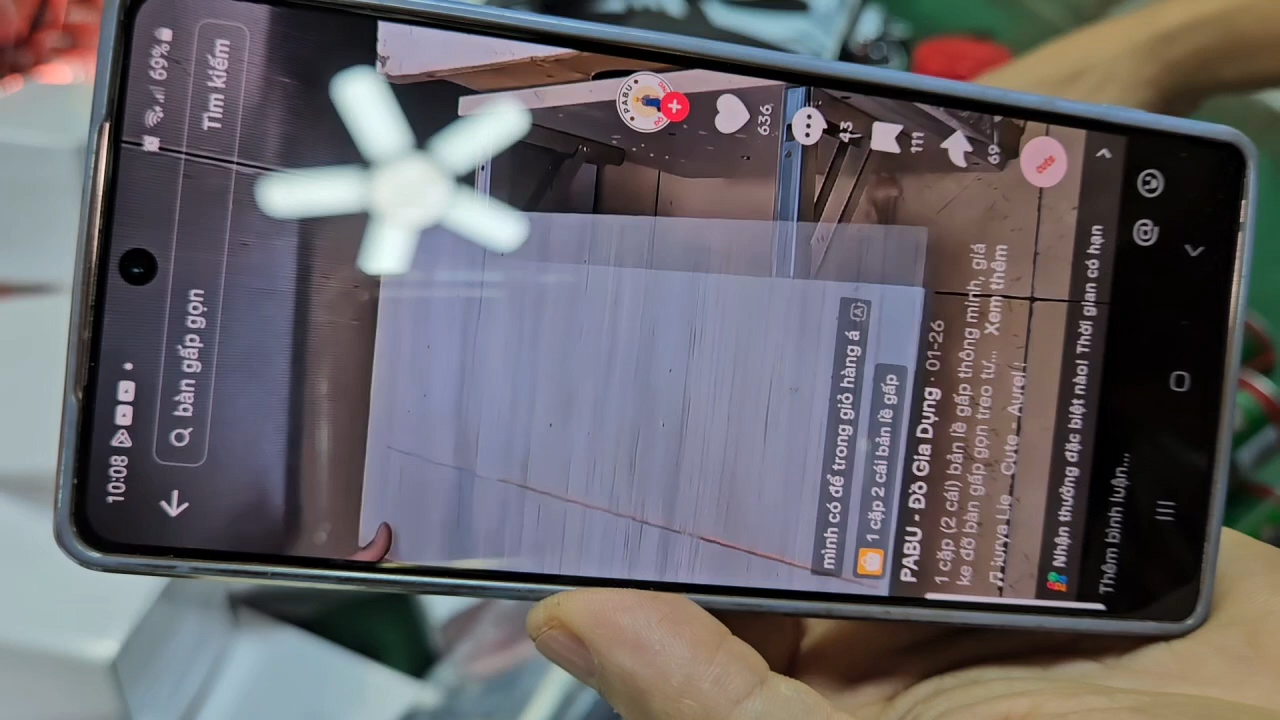 10:08
69%
bàn gấp gọn
Tìm kiếm
PABU
636
43
111
69
cute
mình có để trong giỏ hàng á
1 cặp 2 cái bản lề gấp
PABU - Đồ Gia Dụng · 01-26
1 cặp (2 cái) bản lề gấp thông minh, giá
ke đỡ bàn gấp gọn treo tư... Xem thêm
Cute - Aurel
Nhận thưởng đặc biệt nào! Thời gian có hạn
Thêm bình luận...
@